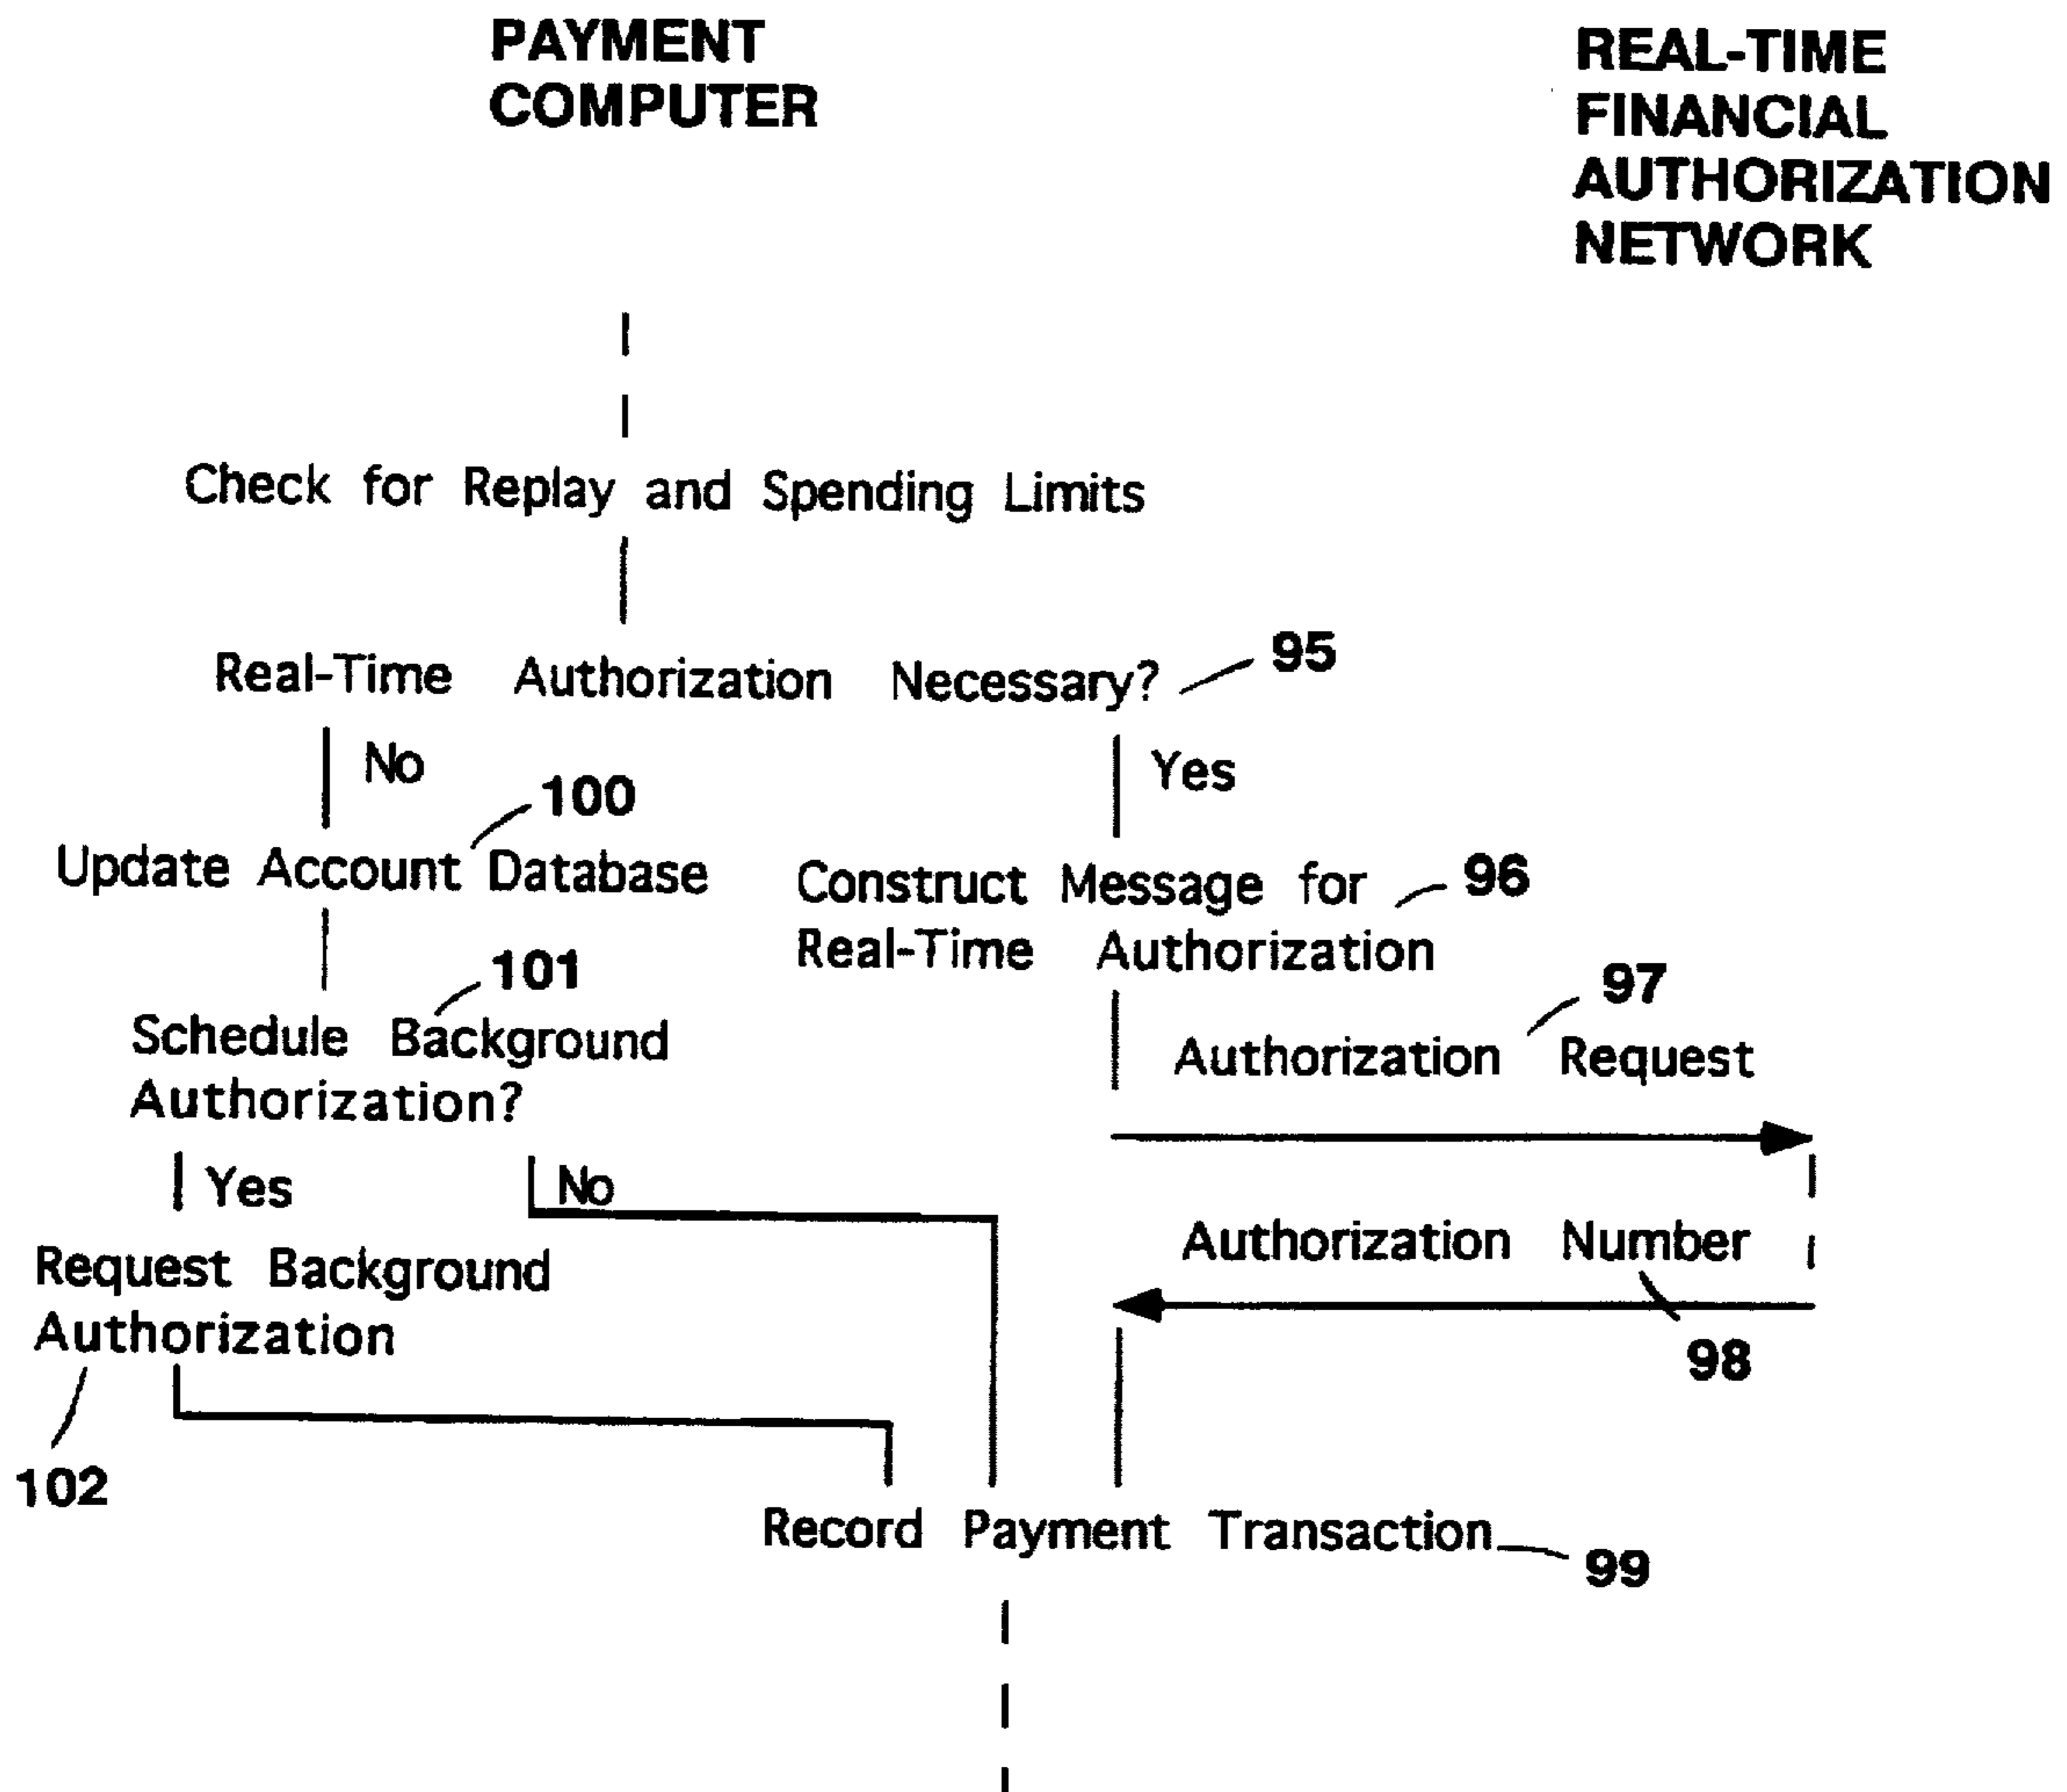 PAYMENT
COMPUTER
REAL-TIME
FINANCIAL
AUTHORIZATION
NETWORK
Check for Replay and Spending Limits
Real-Time Authorization Necessary?
95
No
Yes
100
Update Account Database
Construct Message for
Real-Time Authorization
96
101
Schedule Background
Authorization?
97
Authorization Request
Yes
No
Authorization Number
98
Request Background
Authorization
102
Record Payment Transaction
99